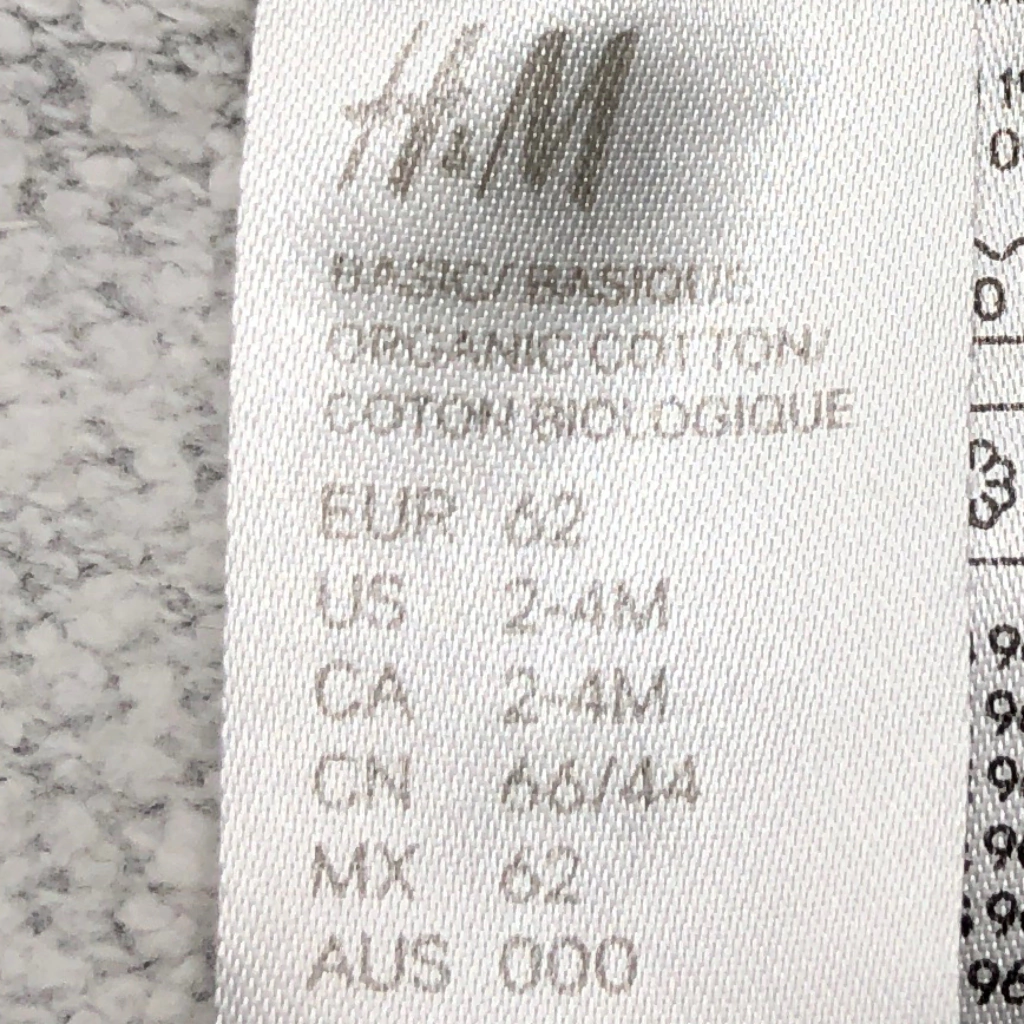 H&M
BASIC/BASIQUE
ORGANIC COTTON/
COTON BIOLOGIQUE
EUR 62
US 2-4M
CA 2-4M
CN 66/44
MX 62
AUS 000